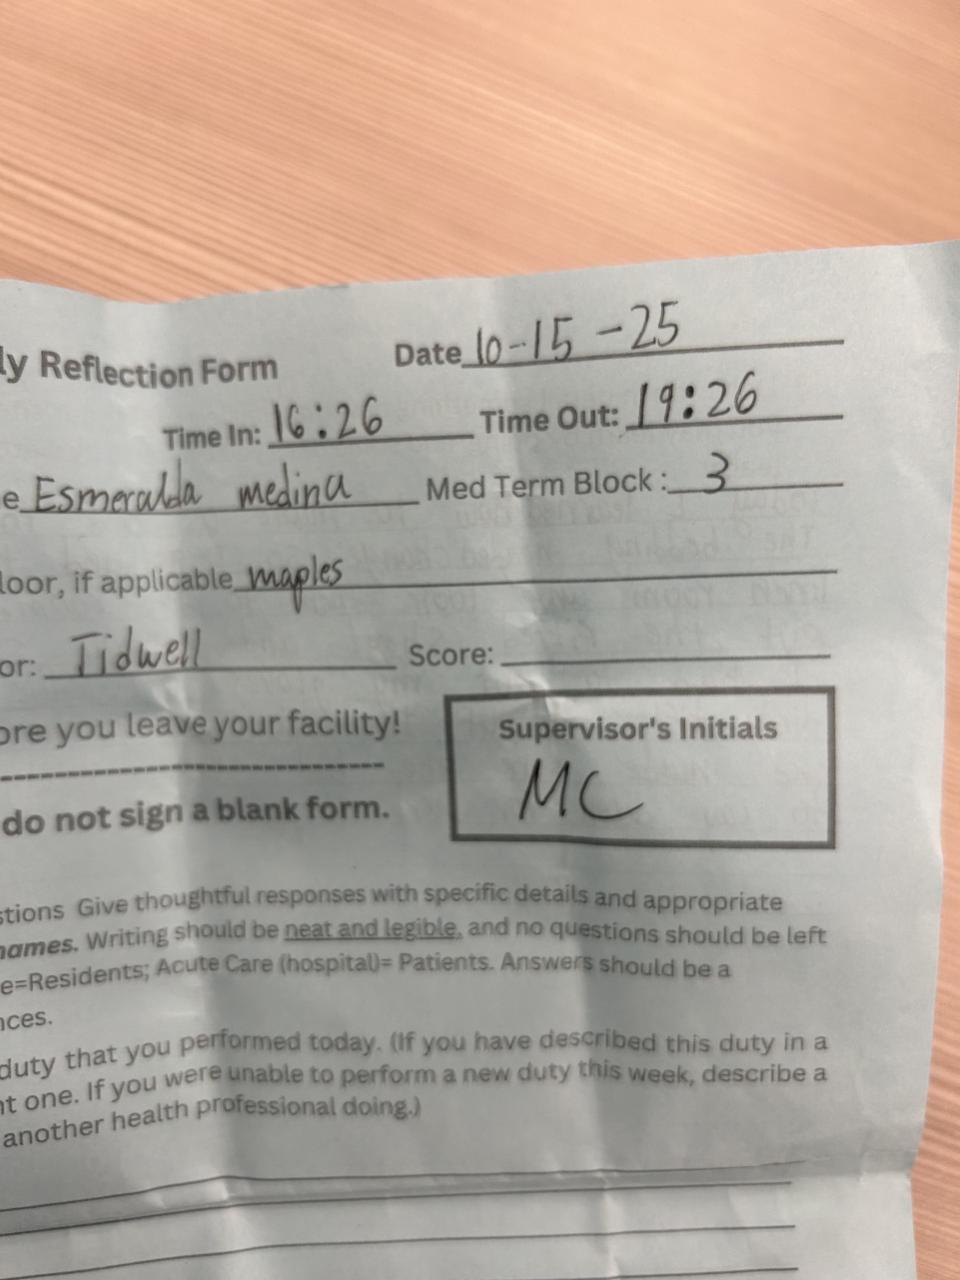 ly Reflection Form Date 10-15-25
Time In: 16:26 Time Out: 19:26
e Esmeralda medina Med Term Block: 3
loor, if applicable maples
or: Tidwell Score:
ore you leave your facility!
Supervisor's Initials
MC
do not sign a blank form.
stions Give thoughtful responses with specific details and appropriate
names. Writing should be neat and legible, and no questions should be left
e=Residents; Acute Care (hospital)= Patients. Answers should be a
nces.
duty that you performed today. (If you have described this duty in a
nt one. If you were unable to perform a new duty this week, describe a
another health professional doing.)